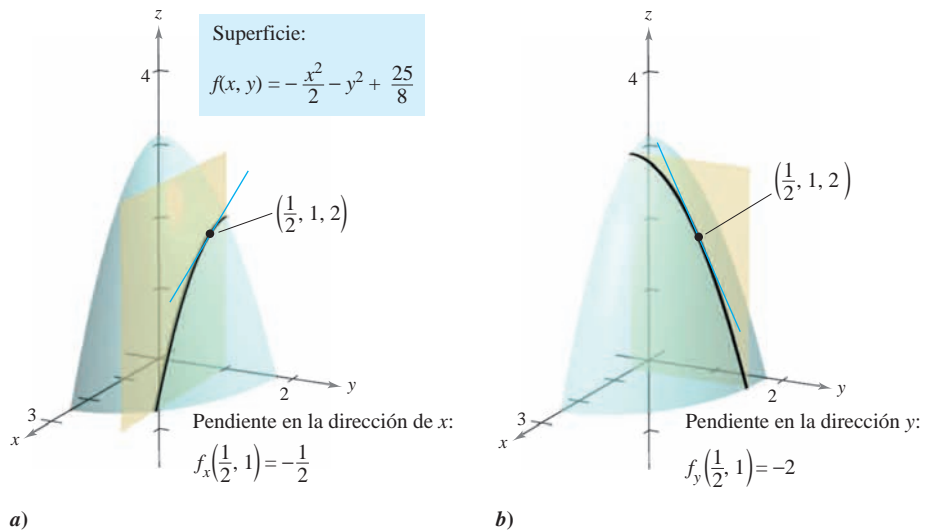 z
4
Superficie:
f(x, y) = − x²/2 − y² + 25/8
(1/2, 1, 2)
y
2
3
x
Pendiente en la dirección de x:
fₓ(1/2, 1) = −1/2
a)
z
4
(1/2, 1, 2)
y
2
3
x
Pendiente en la dirección y:
f_y(1/2, 1) = −2
b)